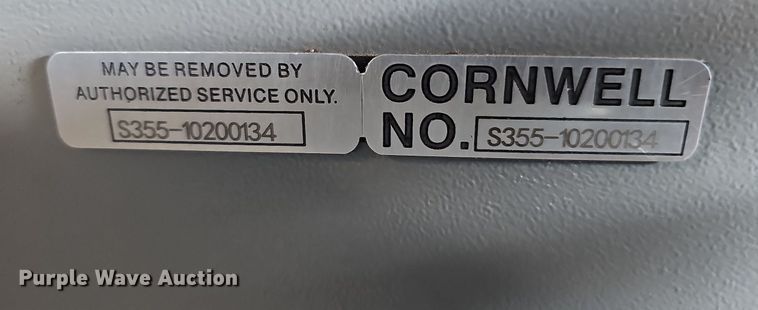 MAY BE REMOVED BY
AUTHORIZED SERVICE ONLY.
S355-10200134
CORNWELL
NO. S355-10200134
Purple Wave Auction